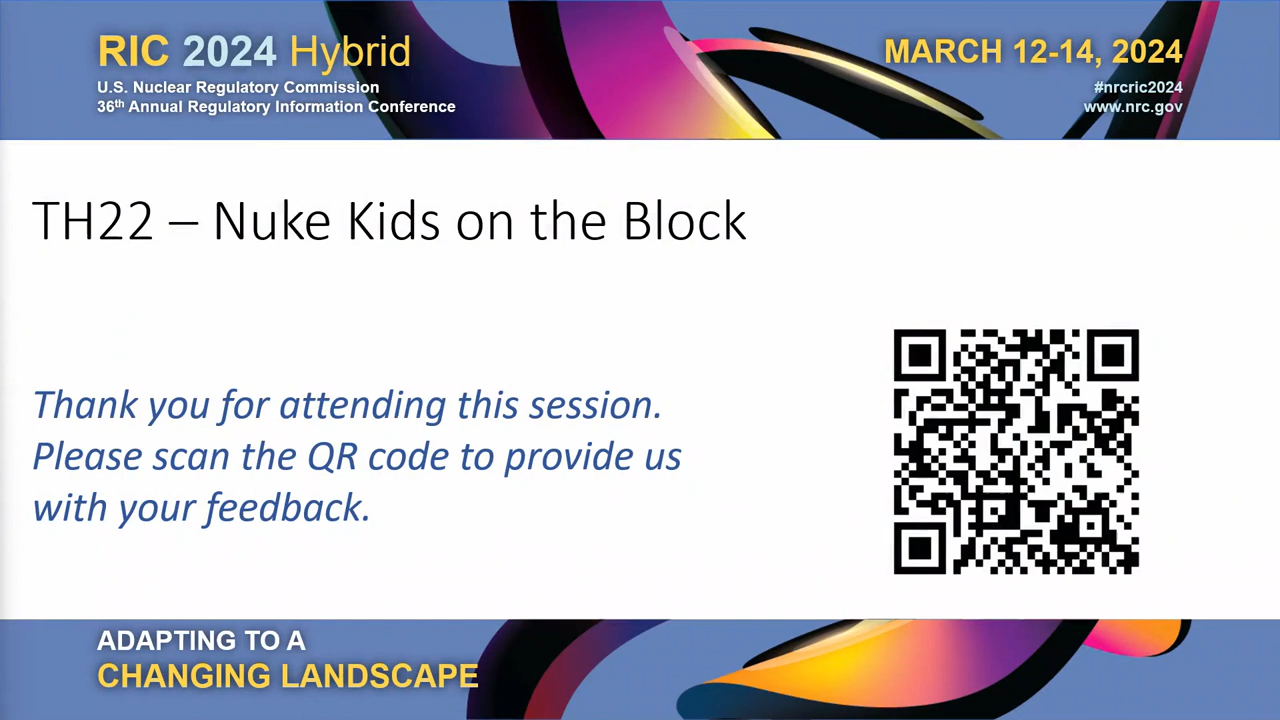 RIC 2024 Hybrid
U.S. Nuclear Regulatory Commission
36th Annual Regulatory Information Conference
MARCH 12-14, 2024
#nrcric2024
www.nrc.gov
TH22 – Nuke Kids on the Block
Thank you for attending this session.
Please scan the QR code to provide us
with your feedback.
ADAPTING TO A
CHANGING LANDSCAPE